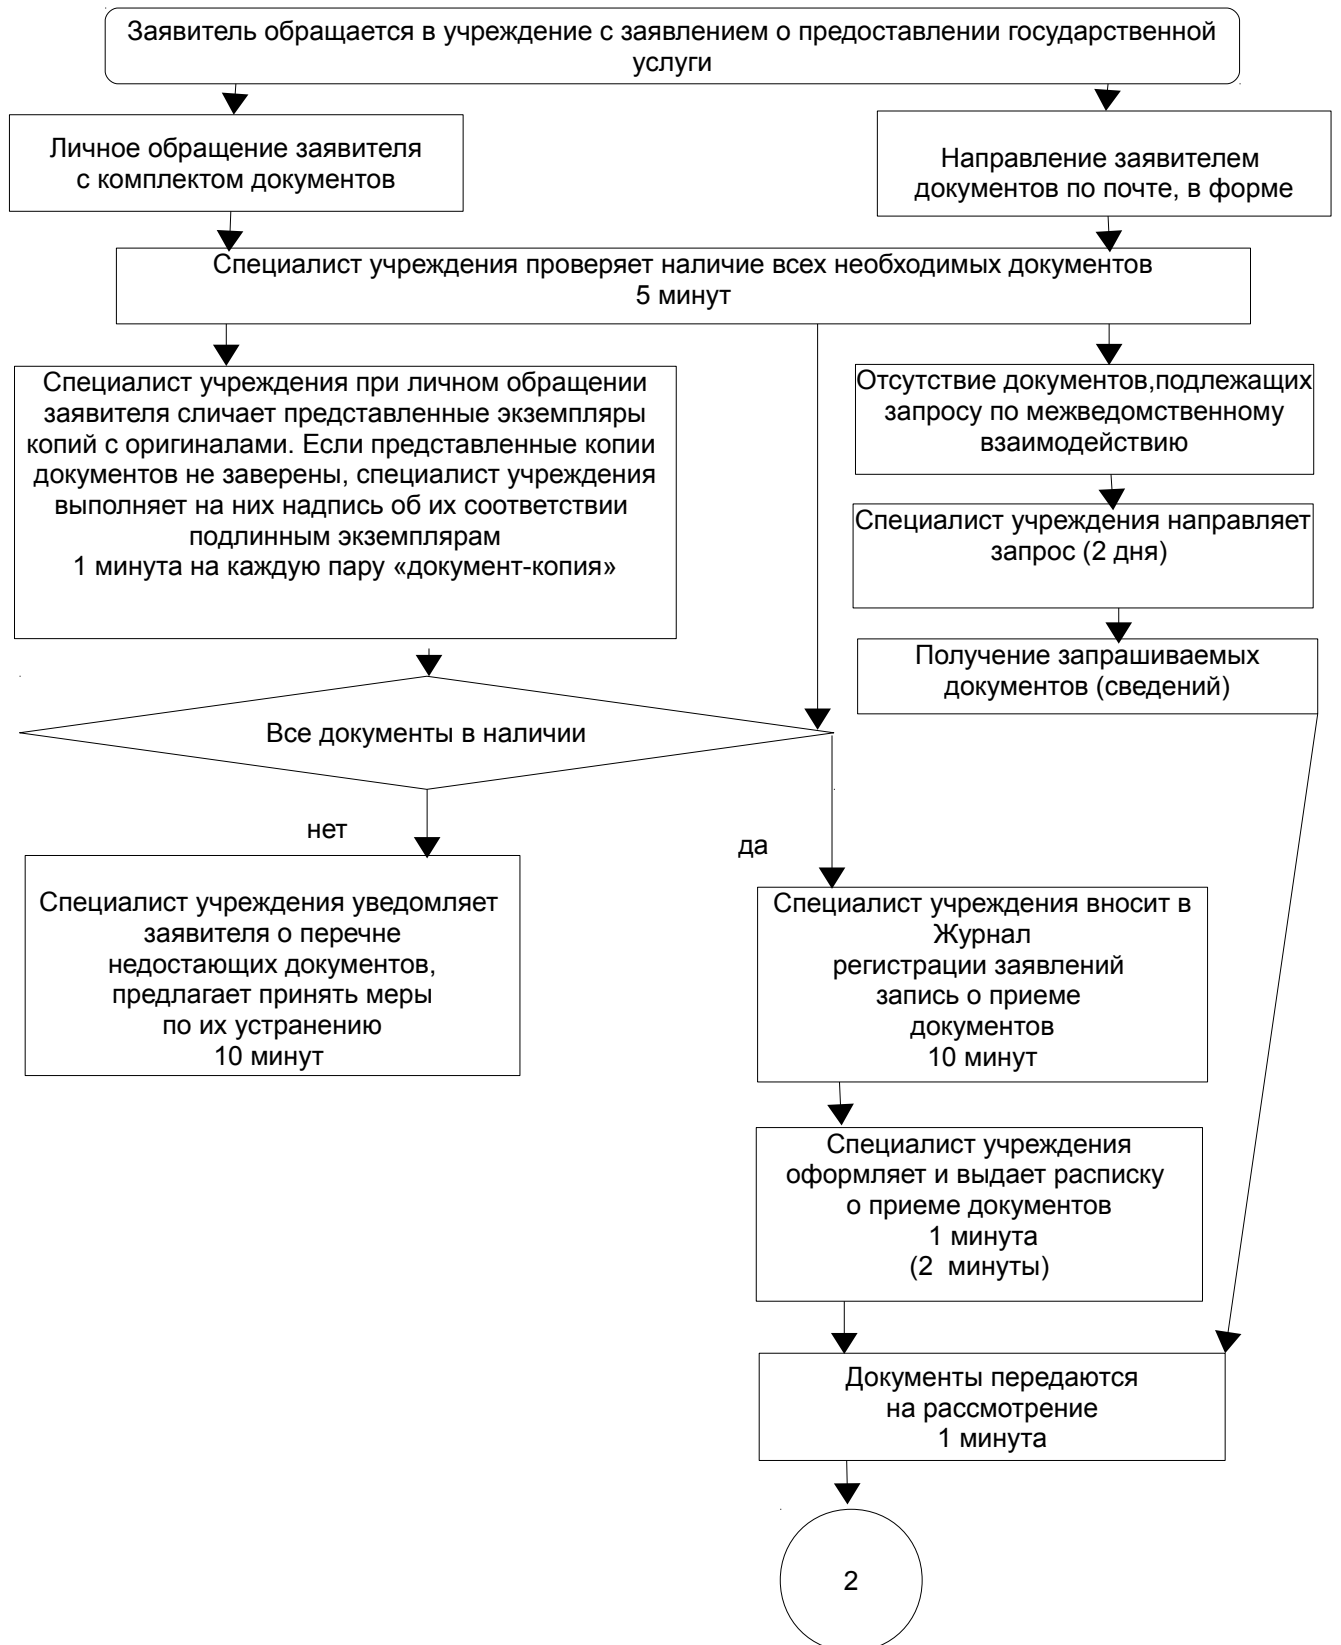 Заявитель обращается в учреждение с заявлением о предоставлении государственной
услуги
Личное обращение заявителя
с комплектом документов
Направление заявителем
документов по почте, в форме
Специалист учреждения проверяет наличие всех необходимых документов
5 минут
Специалист учреждения при личном обращении
заявителя сличает представленные экземпляры
копий с оригиналами. Если представленные копии
документов не заверены, специалист учреждения
выполняет на них надпись об их соответствии
подлинным экземплярам
1 минута на каждую пару «документ-копия»
Отсутствие документов,подлежащих
запросу по межведомственному
взаимодействию
Специалист учреждения направляет
запрос (2 дня)
Получение запрашиваемых
документов (сведений)
Все документы в наличии
нет
да
Специалист учреждения уведомляет
заявителя о перечне
недостающих документов,
предлагает принять меры
по их устранению
10 минут
Специалист учреждения вносит в
Журнал
регистрации заявлений
запись о приеме
документов
10 минут
Специалист учреждения
оформляет и выдает расписку
о приеме документов
1 минута
(2  минуты)
Документы передаются
на рассмотрение
1 минута
2